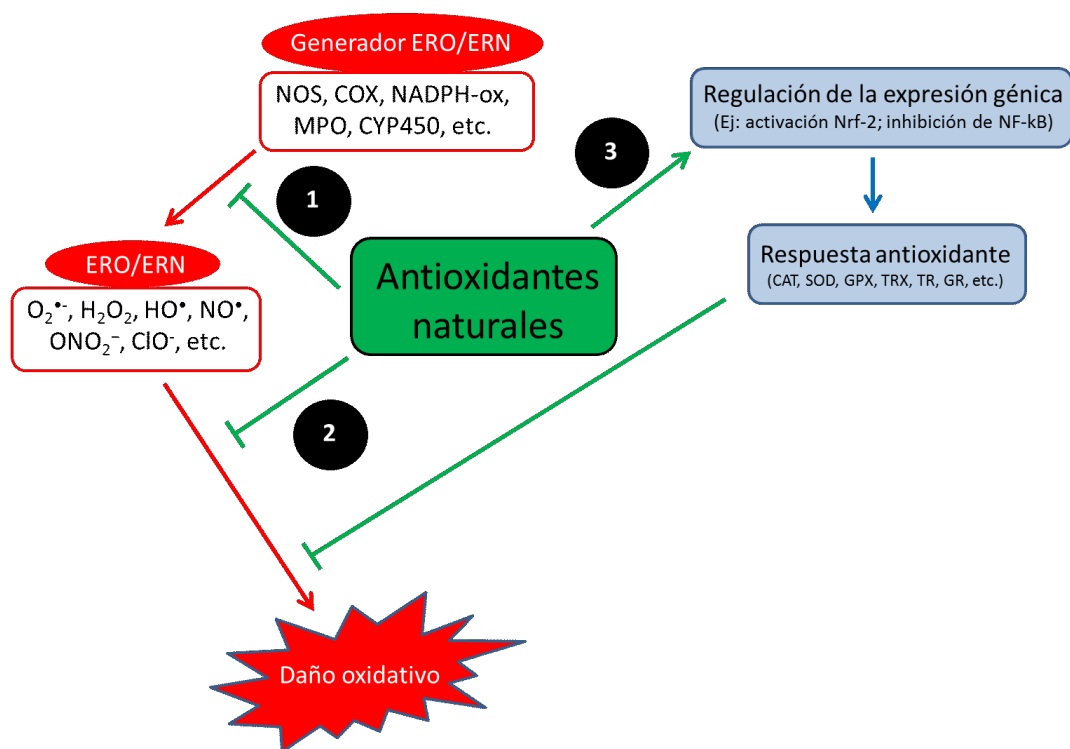 Generador ERO/ERN
NOS, COX, NADPH-ox,
MPO, CYP450, etc.
Regulación de la expresión génica
(Ej: activación Nrf-2; inhibición de NF-kB)
3
1
ERO/ERN
O₂•⁻, H₂O₂, HO•, NO•,
ONO₂⁻, ClO⁻, etc.
Antioxidantes
naturales
Respuesta antioxidante
(CAT, SOD, GPX, TRX, TR, GR, etc.)
2
Daño oxidativo